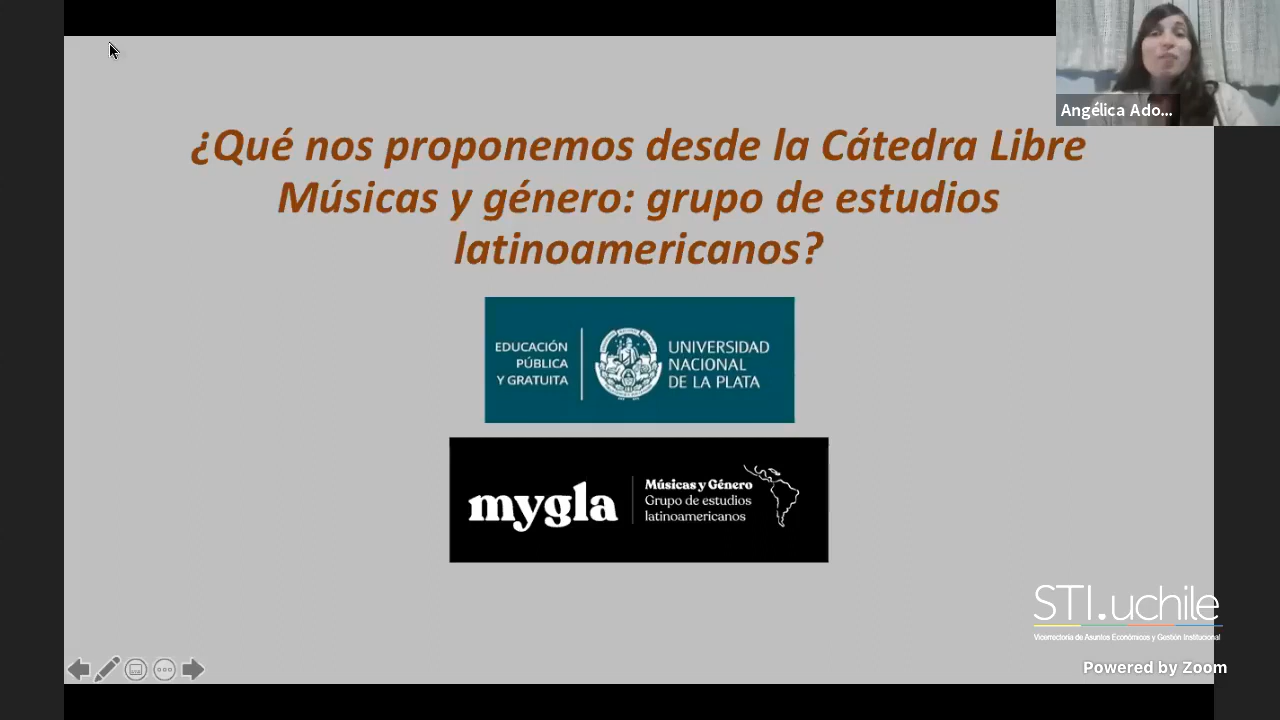 Angélica Ado...
¿Qué nos proponemos desde la Cátedra Libre
Músicas y género: grupo de estudios
latinoamericanos?
EDUCACIÓN
PÚBLICA
Y GRATUITA
UNIVERSIDAD
NACIONAL
DE LA PLATA
mygla
Músicas y Género
Grupo de estudios
latinoamericanos
STI.uchile
Vicerrectoría de Asuntos Económicos y Gestión Institucional
Powered by Zoom